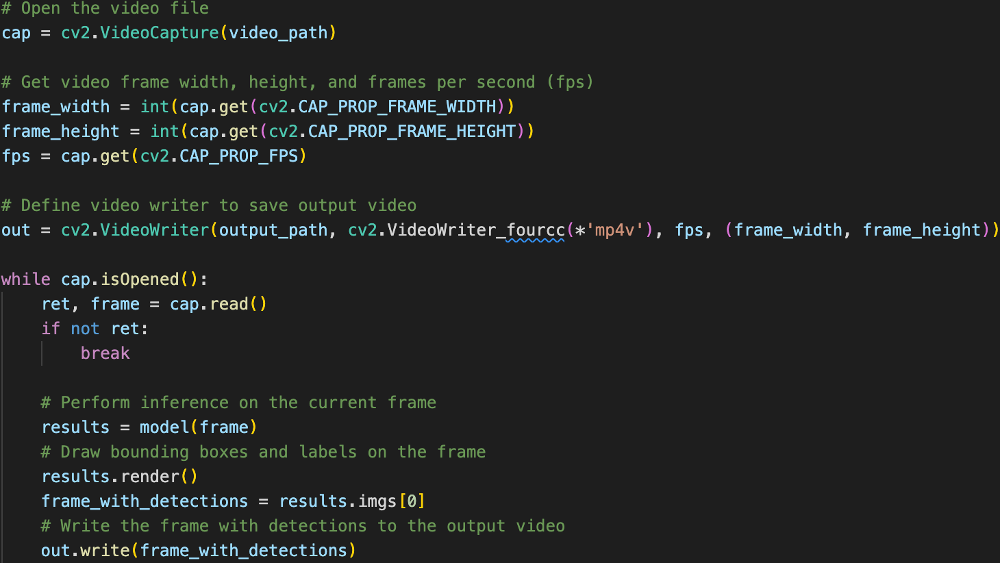 # Open the video file
cap = cv2.VideoCapture(video_path)
# Get video frame width, height, and frames per second (fps)
frame_width = int(cap.get(cv2.CAP_PROP_FRAME_WIDTH))
frame_height = int(cap.get(cv2.CAP_PROP_FRAME_HEIGHT))
fps = cap.get(cv2.CAP_PROP_FPS)
# Define video writer to save output video
out = cv2.VideoWriter(output_path, cv2.VideoWriter_fourcc(*'mp4v'), fps, (frame_width, frame_height))
while cap.isOpened():
    ret, frame = cap.read()
    if not ret:
        break
    # Perform inference on the current frame
    results = model(frame)
    # Draw bounding boxes and labels on the frame
    results.render()
    frame_with_detections = results.imgs[0]
    # Write the frame with detections to the output video
    out.write(frame_with_detections)